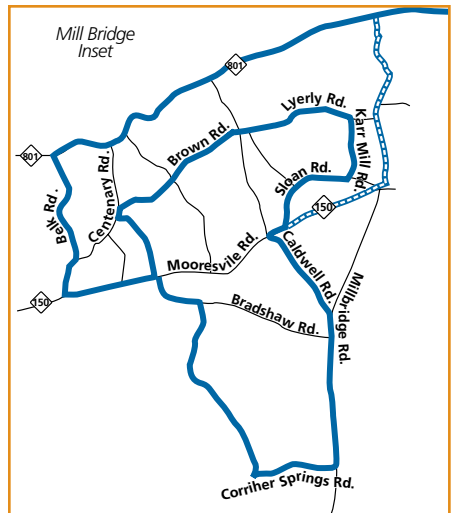 Mill Bridge
Inset
801
Lyerly Rd.
Brown Rd.
Karr Mill Rd.
801
Centenary Rd.
Sloan Rd.
Belk Rd.
150
Mooresvile Rd.
Caldwell Rd.
150
Bradshaw Rd.
Millbridge Rd.
Corriher Springs Rd.